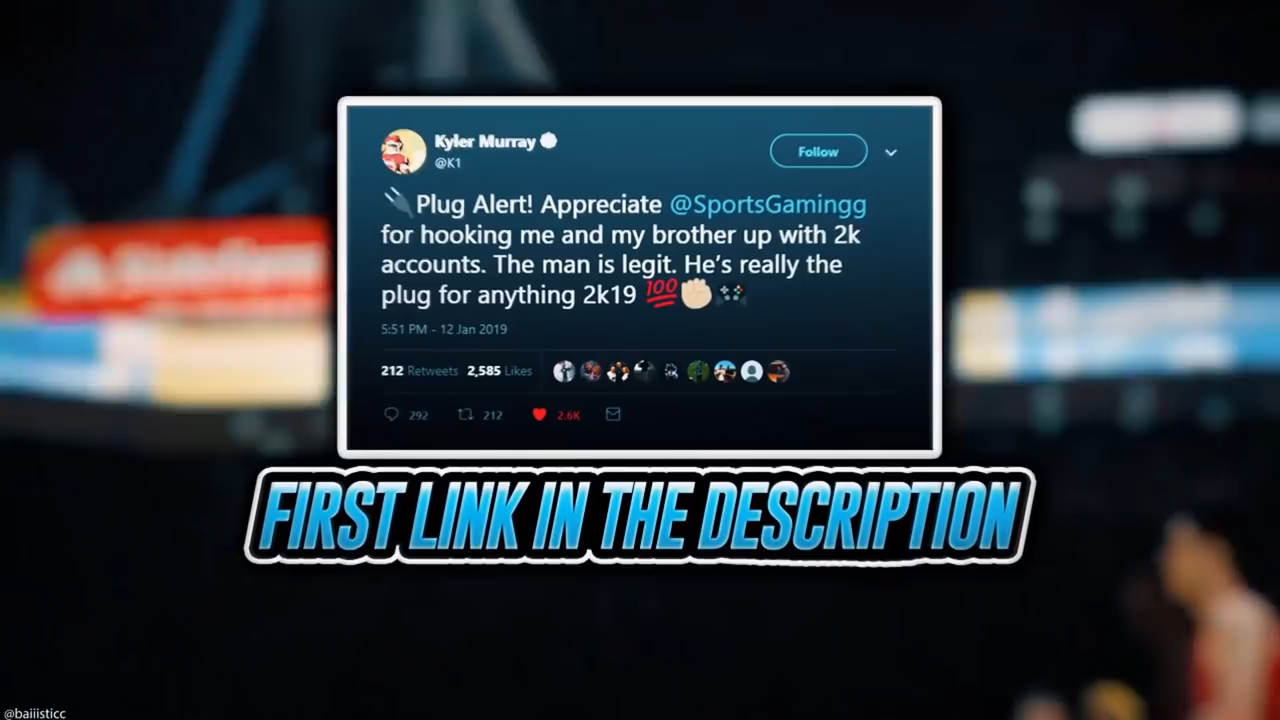 Kyler Murray
@K1
Follow
Plug Alert! Appreciate @SportsGamingg
for hooking me and my brother up with 2k
accounts. The man is legit. He's really the
plug for anything 2k19 💯✊🏼🎮
5:51 PM - 12 Jan 2019
212 Retweets 2,585 Likes
292 212 2.6K
FIRST LINK IN THE DESCRIPTION
@baiiisticc